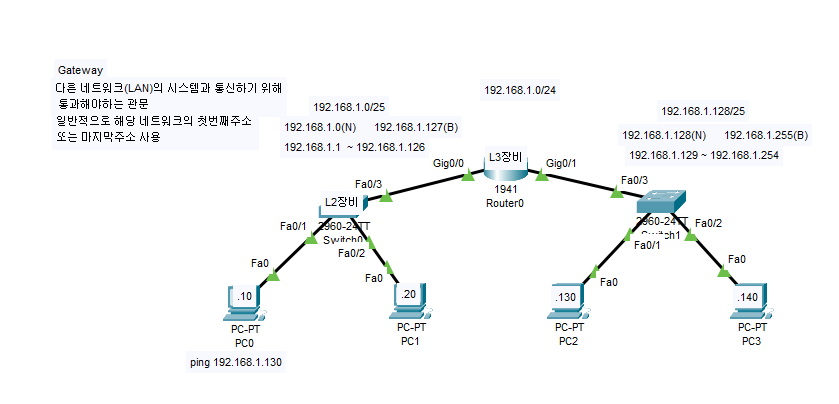 Gateway
다른 네트워크(LAN)의 시스템과 통신하기 위해
통과해야하는 관문
일반적으로 해당 네트워크의 첫번째주소
또는 마지막주소 사용
192.168.1.0/24
192.168.1.0/25
192.168.1.0(N) 192.168.1.127(B)
192.168.1.1 ~ 192.168.1.126
192.168.1.128/25
192.168.1.128(N) 192.168.1.255(B)
192.168.1.129 ~ 192.168.1.254
Gig0/0
L3장비
Gig0/1
1941
Router0
Fa0/3
L2장비
2960-24TT
Switch0
Fa0/1
Fa0/2
Fa0
Fa0
.10
PC-PT
PC0
.20
PC-PT
PC1
ping 192.168.1.130
Fa0/3
2960-24TT
Switch1
Fa0/1
Fa0/2
Fa0
Fa0
.130
PC-PT
PC2
.140
PC-PT
PC3